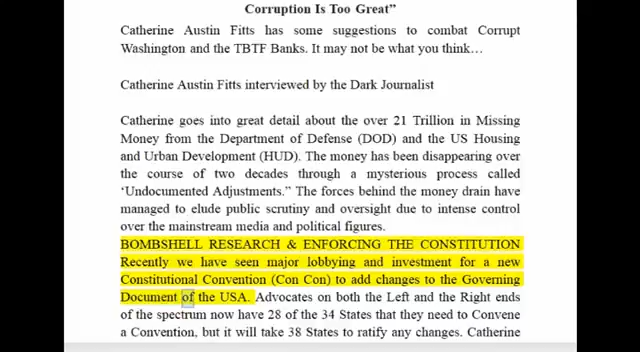 Corruption Is Too Great”
Catherine Austin Fitts has some suggestions to combat Corrupt
Washington and the TBTF Banks. It may not be what you think…
Catherine Austin Fitts interviewed by the Dark Journalist
Catherine goes into great detail about the over 21 Trillion in Missing
Money from the Department of Defense (DOD) and the US Housing
and Urban Development (HUD). The money has been disappearing over
the course of two decades through a mysterious process called
‘Undocumented Adjustments.” The forces behind the money drain have
managed to elude public scrutiny and oversight due to intense control
over the mainstream media and political figures.
BOMBSHELL RESEARCH & ENFORCING THE CONSTITUTION
Recently we have seen major lobbying and investment for a new
Constitutional Convention (Con Con) to add changes to the Governing
Document of the USA. Advocates on both the Left and the Right ends
of the spectrum now have 28 of the 34 States that they need to Convene
a Convention, but it will take 38 States to ratify any changes. Catherine